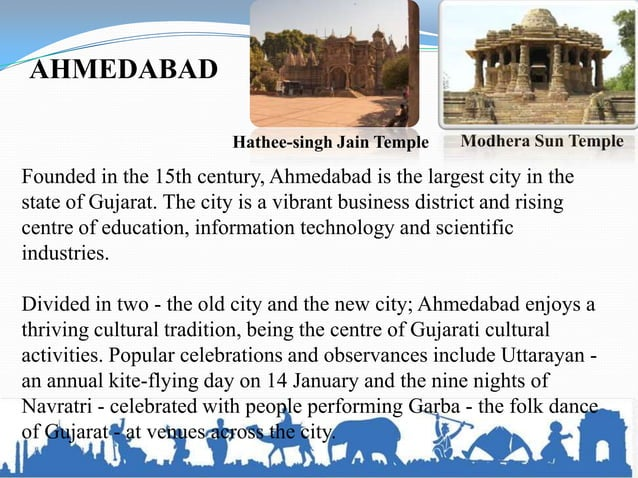 AHMEDABAD
Hathee-singh Jain Temple
Modhera Sun Temple
Founded in the 15th century, Ahmedabad is the largest city in the
state of Gujarat. The city is a vibrant business district and rising
centre of education, information technology and scientific
industries.
Divided in two - the old city and the new city; Ahmedabad enjoys a
thriving cultural tradition, being the centre of Gujarati cultural
activities. Popular celebrations and observances include Uttarayan -
an annual kite-flying day on 14 January and the nine nights of
Navratri - celebrated with people performing Garba - the folk dance
of Gujarat - at venues across the city.